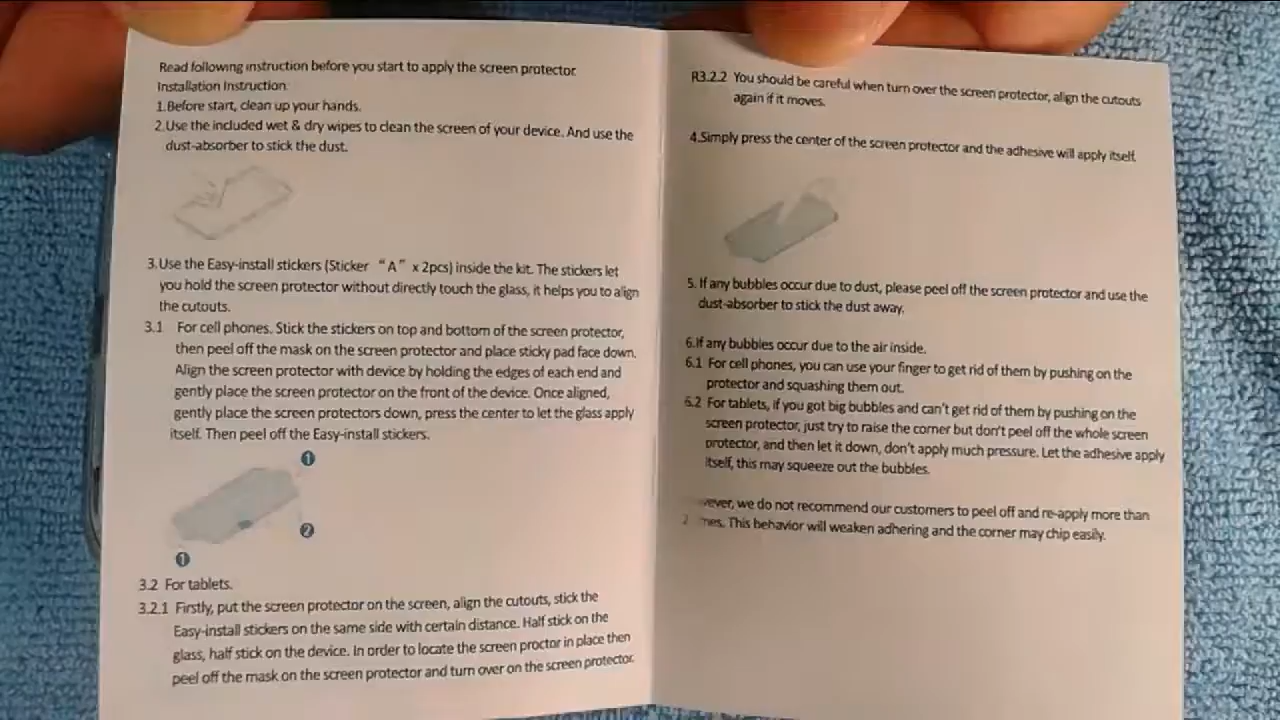 Read following instruction before you start to apply the screen protector.
Installation Instruction:
1.Before start, clean up your hands.
2.Use the included wet & dry wipes to clean the screen of your device. And use the
dust-absorber to stick the dust.
3.Use the Easy-install stickers (Sticker “A” x 2pcs) inside the kit. The stickers let
you hold the screen protector without directly touch the glass, it helps you to align
the cutouts.
3.1 For cell phones. Stick the stickers on top and bottom of the screen protector,
then peel off the mask on the screen protector and place sticky pad face down.
Align the screen protector with device by holding the edges of each end and
gently place the screen protector on the front of the device. Once aligned,
gently place the screen protectors down, press the center to let the glass apply
itself. Then peel off the Easy-install stickers.
1
2
1
3.2 For tablets.
3.2.1 Firstly, put the screen protector on the screen, align the cutouts, stick the
Easy-install stickers on the same side with certain distance. Half stick on the
glass, half stick on the device. In order to locate the screen proctor in place then
peel off the mask on the screen protector and turn over on the screen protector.
R3.2.2 You should be careful when turn over the screen protector, align the cutouts
again if it moves.
4.Simply press the center of the screen protector and the adhesive will apply itself.
5. If any bubbles occur due to dust, please peel off the screen protector and use the
dust-absorber to stick the dust away.
6.If any bubbles occur due to the air inside.
6.1 For cell phones, you can use your finger to get rid of them by pushing on the
protector and squashing them out.
6.2 For tablets, if you got big bubbles and can't get rid of them by pushing on the
screen protector, just try to raise the corner but don't peel off the whole screen
protector, and then let it down, don't apply much pressure. Let the adhesive apply
itself, this may squeeze out the bubbles.
we do not recommend our customers to peel off and re-apply more than
2 This behavior will weaken adhering and the corner may chip easily.